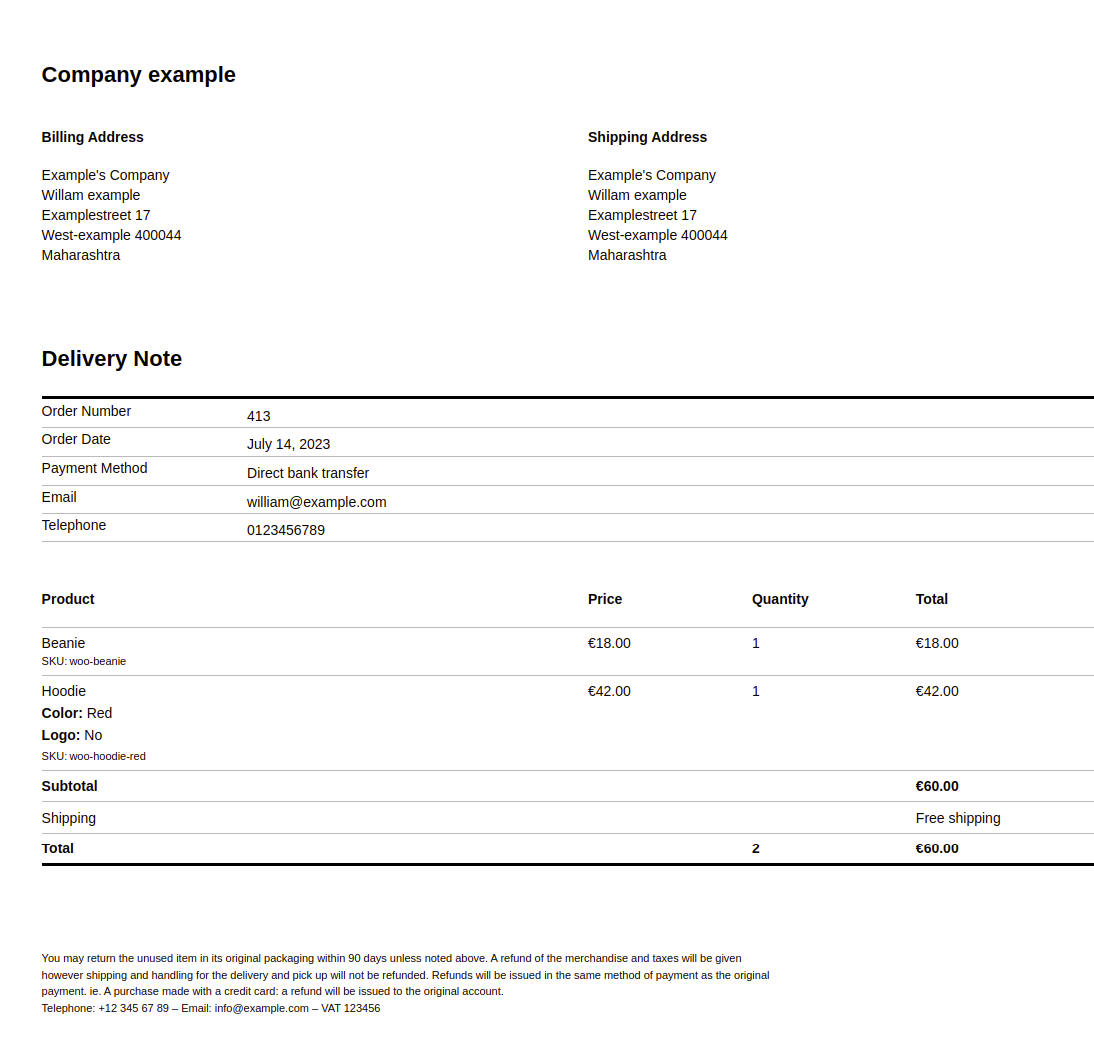 Company example
Billing Address
Example's Company
Willam example
Examplestreet 17
West-example 400044
Maharashtra
Shipping Address
Example's Company
Willam example
Examplestreet 17
West-example 400044
Maharashtra
Delivery Note
Order Number 413
Order Date July 14, 2023
Payment Method Direct bank transfer
Email william@example.com
Telephone 0123456789
Product Price Quantity Total
Beanie €18.00 1 €18.00
SKU: woo-beanie
Hoodie €42.00 1 €42.00
Color: Red
Logo: No
SKU: woo-hoodie-red
Subtotal €60.00
Shipping Free shipping
Total 2 €60.00
You may return the unused item in its original packaging within 90 days unless noted above. A refund of the merchandise and taxes will be given
however shipping and handling for the delivery and pick up will not be refunded. Refunds will be issued in the same method of payment as the original
payment. ie. A purchase made with a credit card: a refund will be issued to the original account.
Telephone: +12 345 67 89 – Email: info@example.com – VAT 123456